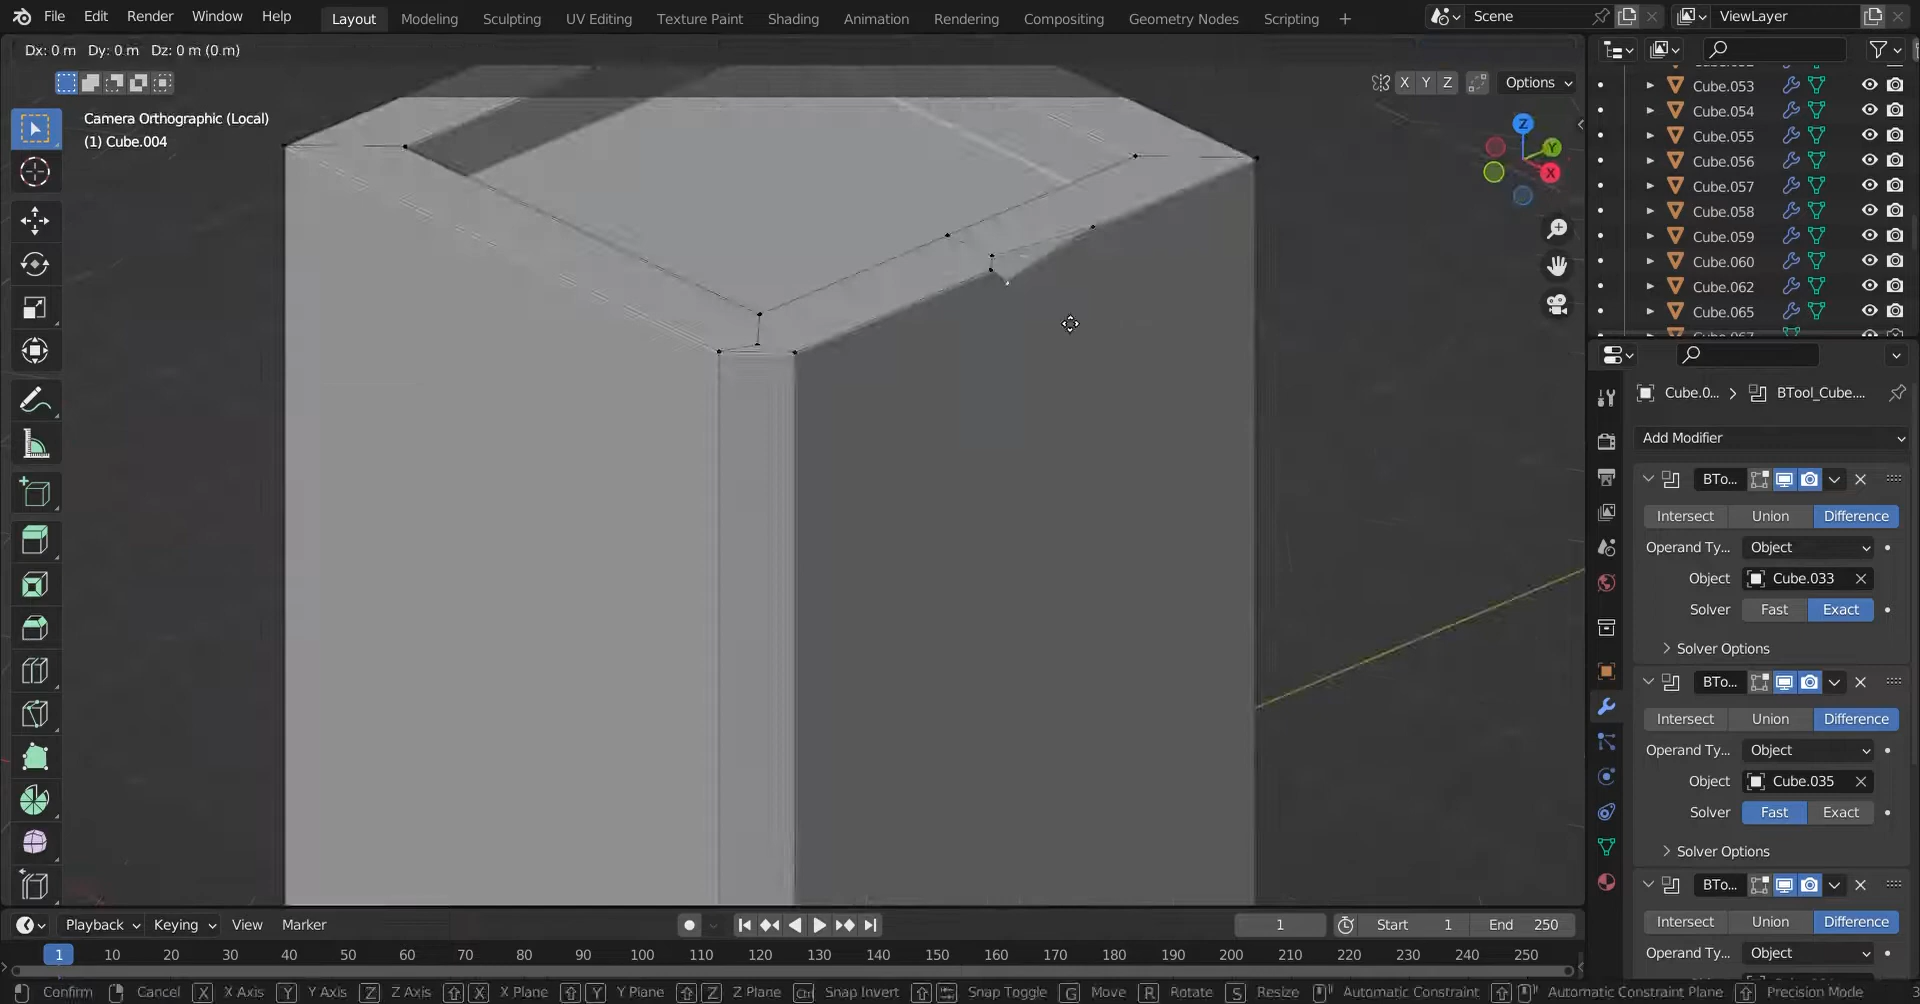 File Edit Render Window Help Layout Modeling Sculpting UV Editing Texture Paint Shading Animation Rendering Compositing Geometry Nodes Scripting Scene ViewLayer
Dx: 0 m Dy: 0 m Dz: 0 m (0 m)
X Y Z Options
Camera Orthographic (Local)
(1) Cube.004
Z
Y
X
Cube.053
Cube.054
Cube.055
Cube.056
Cube.057
Cube.058
Cube.059
Cube.060
Cube.062
Cube.065
Cube.067
Cube.0... > BTool_Cube....
Add Modifier
BTo...
Intersect Union Difference
Operand Ty... Object
Object Cube.033
Solver Fast Exact
Solver Options
BTo...
Intersect Union Difference
Operand Ty... Object
Object Cube.035
Solver Fast Exact
Solver Options
BTo...
Intersect Union Difference
Operand Ty... Object
Playback Keying View Marker 1 Start 1 End 250
1 10 20 30 40 50 60 70 80 90 100 110 120 130 140 150 160 170 180 190 200 210 220 230 240 250
Confirm Cancel X X Axis Y Y Axis Z Z Axis X X Plane Y Y Plane Z Z Plane Ctrl Snap Invert Snap Toggle G Move R Rotate S Resize Automatic Constraint Automatic Constraint Plane Precision Mode